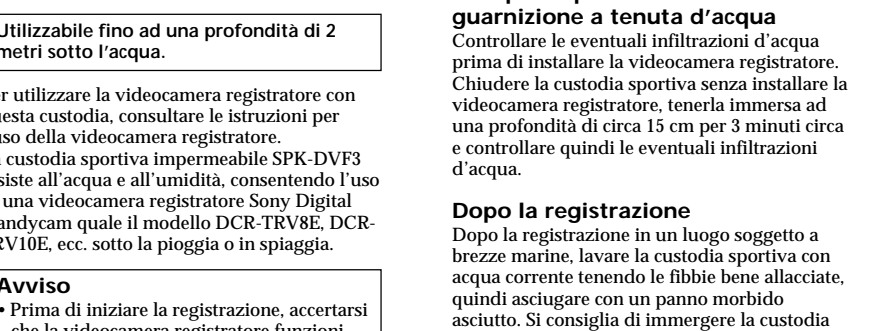 Utilizzabile fino ad una profondità di 2
metri sotto l'acqua.
utilizzare la videocamera registratore con
custodia, consultare le istruzioni per
della videocamera registratore.
custodia sportiva impermeabile SPK-DVF3
all'acqua e all'umidità, consentendo l'uso
una videocamera registratore Sony Digital
quale il modello DCR-TRV8E, DCR-
ecc. sotto la pioggia o in spiaggia.
Avviso
• Prima di iniziare la registrazione, accertarsi
che la videocamera registratore funzioni
guarnizione a tenuta d'acqua
Controllare le eventuali infiltrazioni d'acqua
prima di installare la videocamera registratore.
Chiudere la custodia sportiva senza installare la
videocamera registratore, tenerla immersa ad
una profondità di circa 15 cm per 3 minuti circa
e controllare quindi le eventuali infiltrazioni
d'acqua.
Dopo la registrazione
Dopo la registrazione in un luogo soggetto a
brezze marine, lavare la custodia sportiva con
acqua corrente tenendo le fibbie bene allacciate,
quindi asciugare con un panno morbido
asciutto. Si consiglia di immergere la custodia